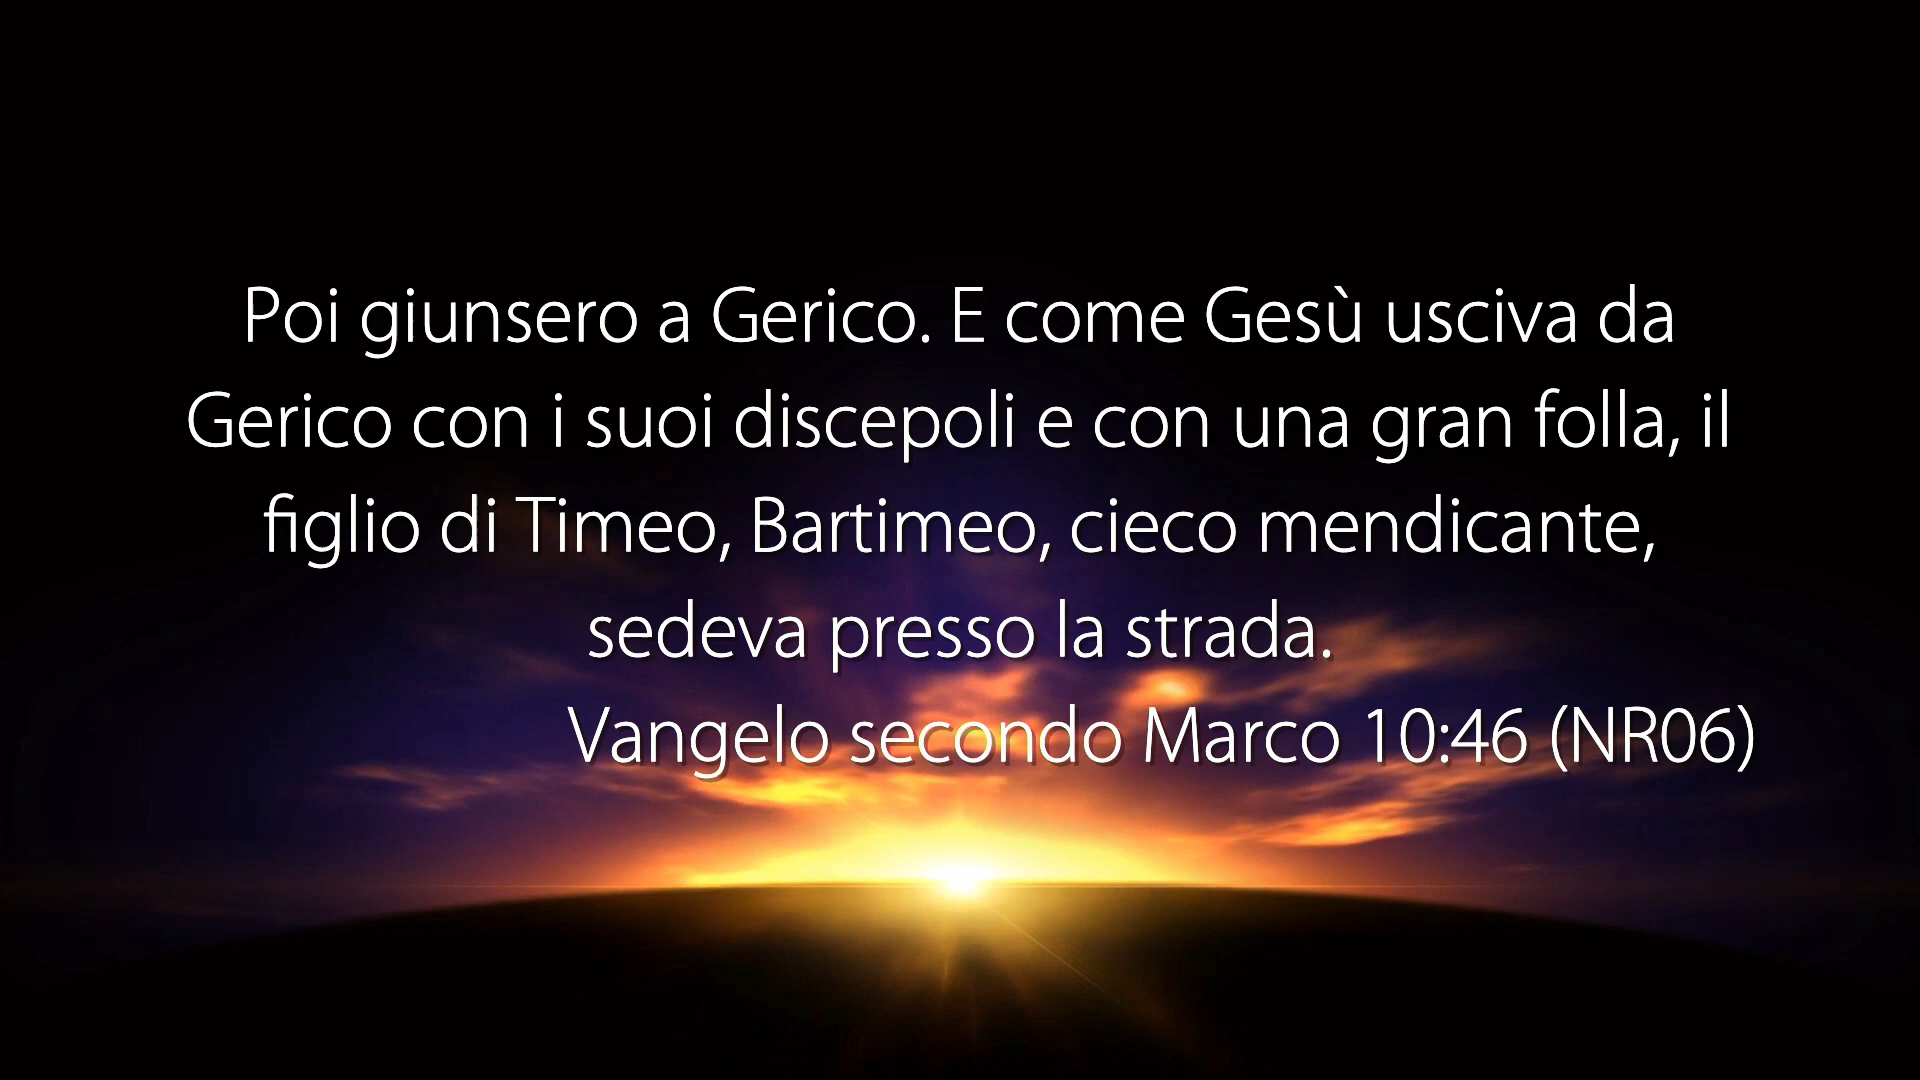 Poi giunsero a Gerico. E come Gesù usciva da
Gerico con i suoi discepoli e con una gran folla, il
figlio di Timeo, Bartimeo, cieco mendicante,
sedeva presso la strada.
Vangelo secondo Marco 10:46 (NR06)